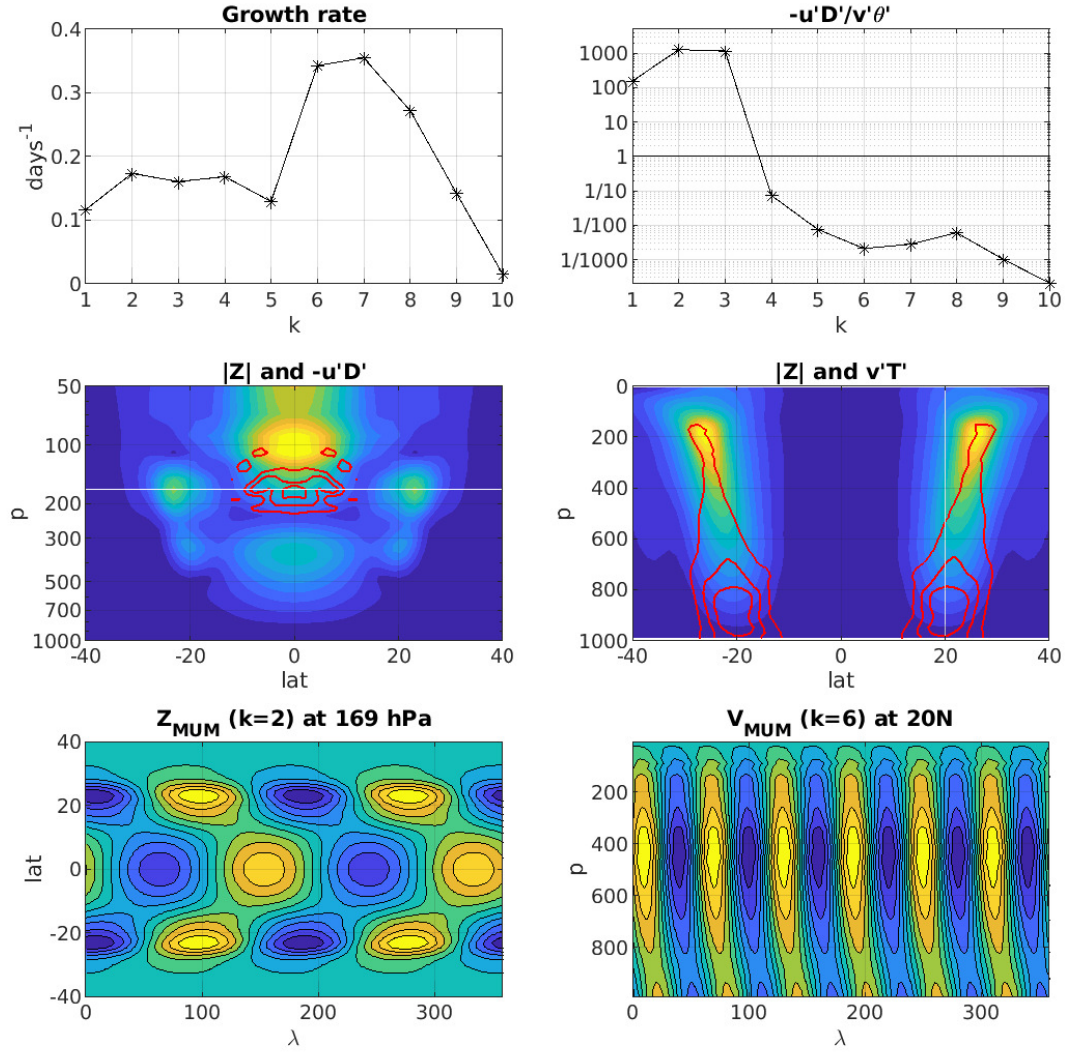 Growth rate
-u'D'/v'θ'
0.4
0.3
0.2
0.1
0
days⁻¹
1 2 3 4 5 6 7 8 9 10
k
1000
100
10
1
1/10
1/100
1/1000
1 2 3 4 5 6 7 8 9 10
k
|Z| and -u'D'
50
100
200
300
500
700
1000
p
-40 -20 0 20 40
lat
|Z| and v'T'
0
200
400
600
800
1000
p
-40 -20 0 20 40
lat
Z_MUM (k=2) at 169 hPa
40
20
0
-20
-40
lat
0 100 200 300
λ
V_MUM (k=6) at 20N
200
400
600
800
p
0 100 200 300
λ